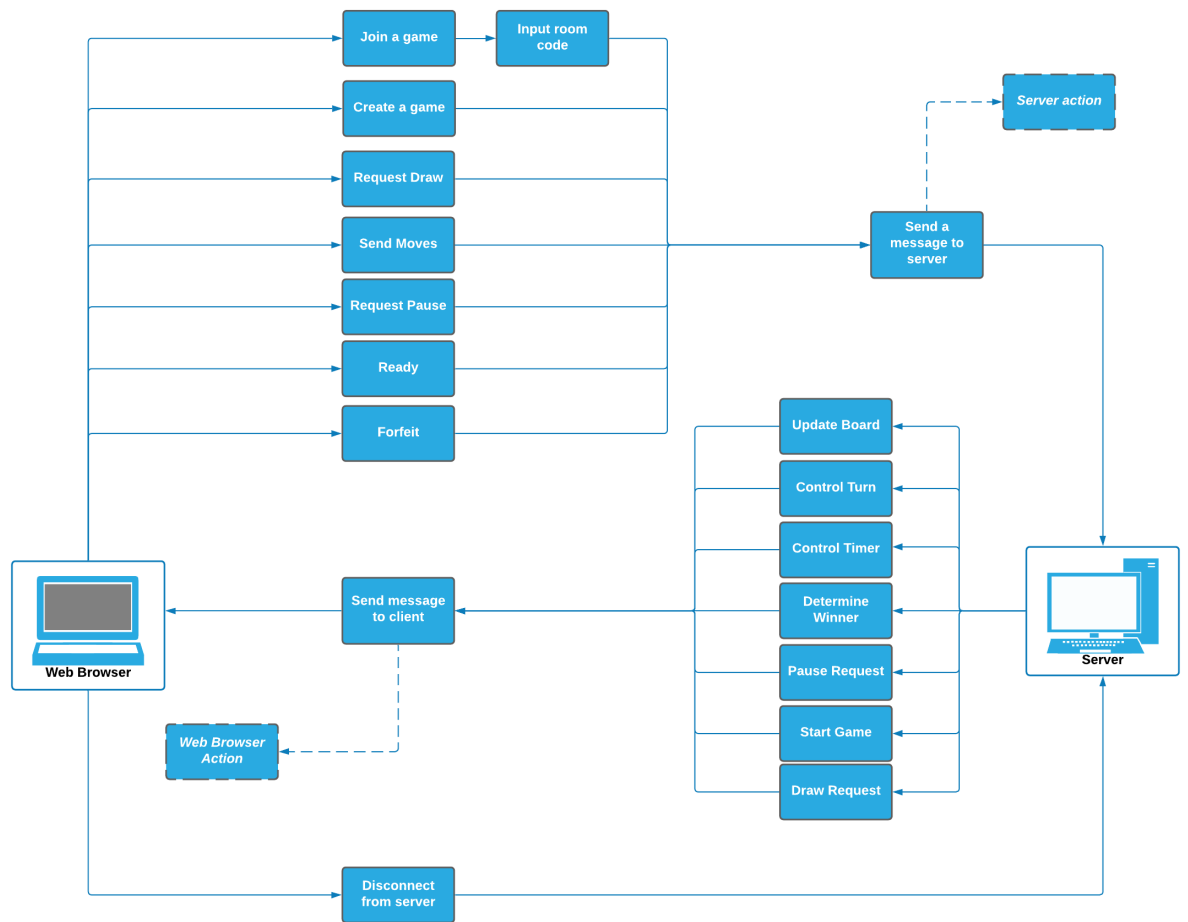 Join a game
Input room
code
Create a game
Server action
Request Draw
Send Moves
Send a
message to
server
Request Pause
Ready
Forfeit
Update Board
Control Turn
Control Timer
Determine
Winner
Pause Request
Start Game
Draw Request
Server
Send message
to client
Web Browser
Web Browser
Action
Disconnect
from server